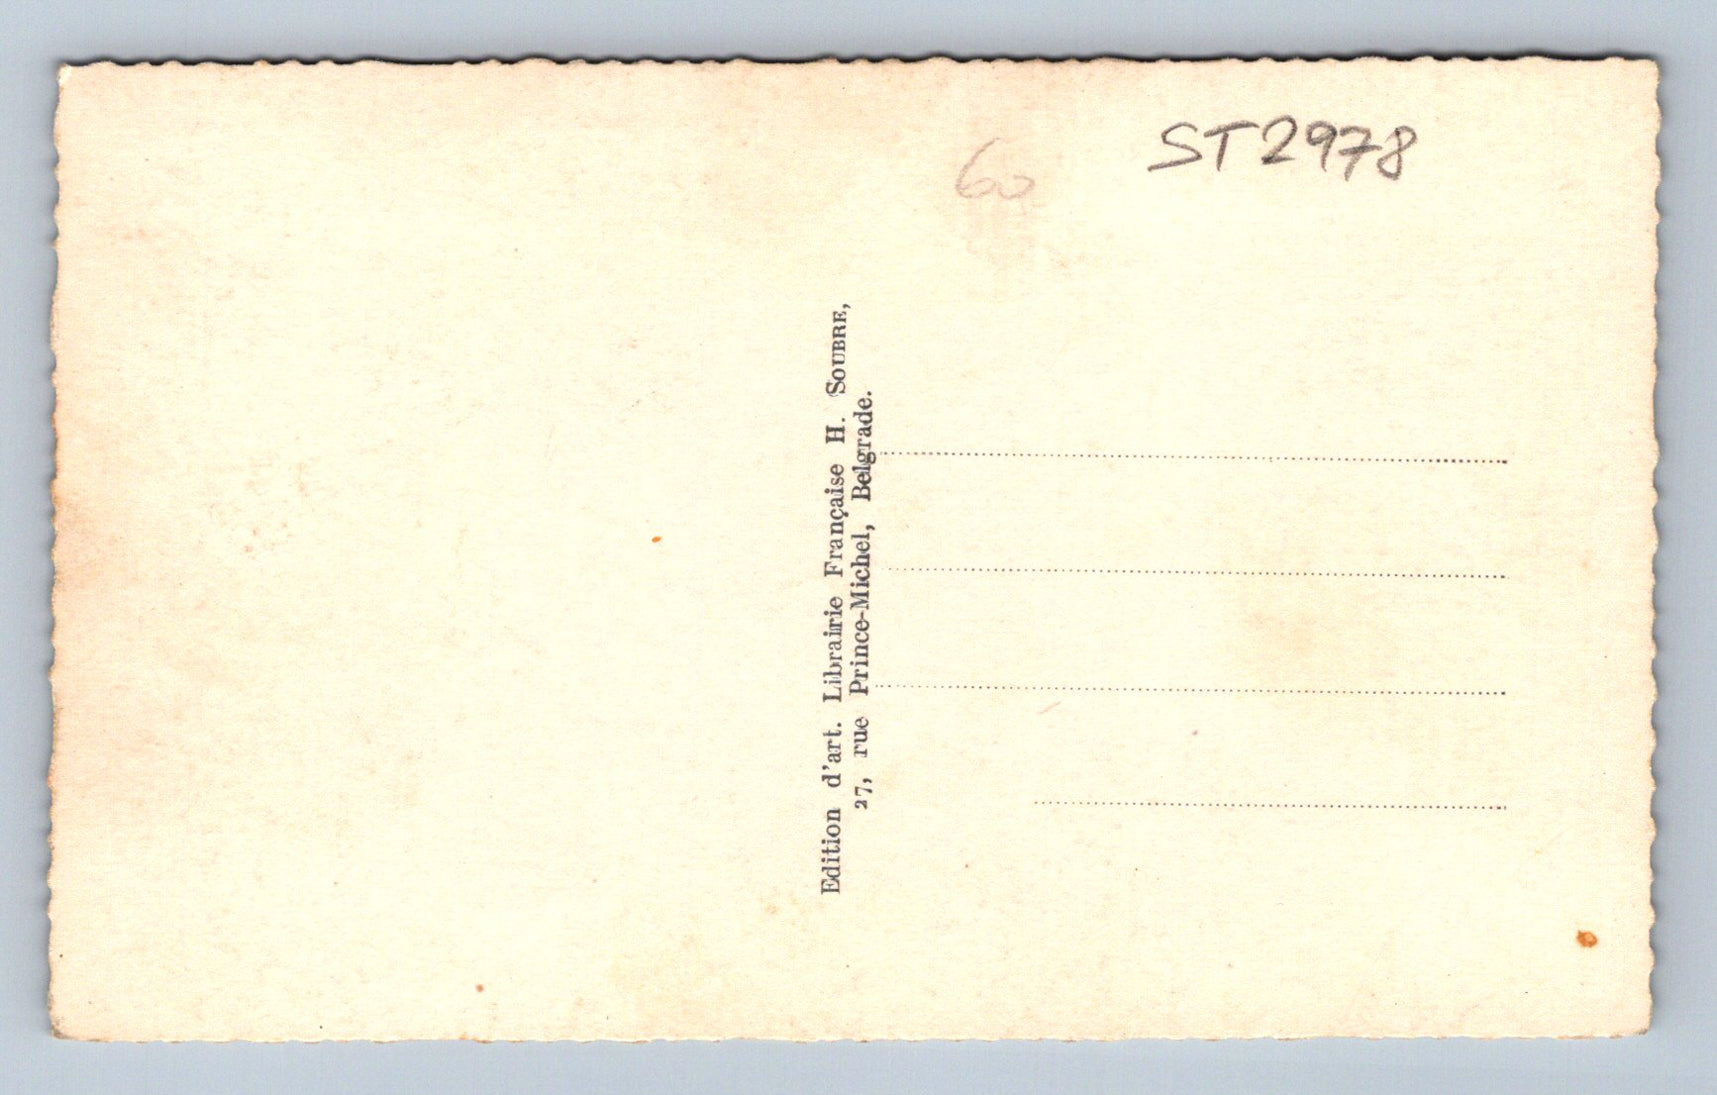 60
ST2978
Edition d'art. Librairie Française H. SOUBRE,
27, rue Prince-Michel, Belgrade.